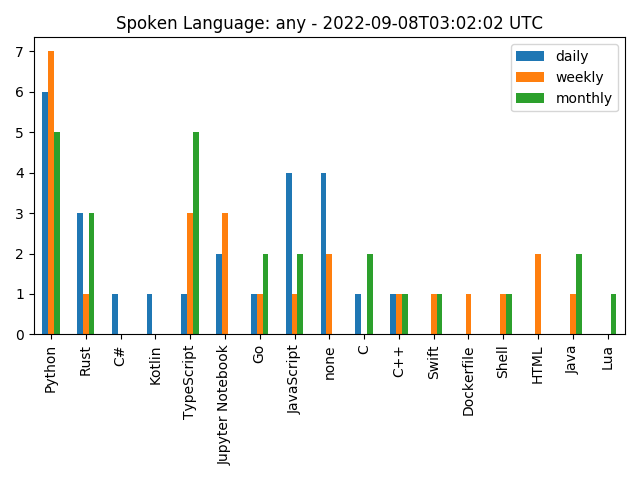 Spoken Language: any - 2022-09-08T03:02:02 UTC
daily
weekly
monthly
7
6
5
4
3
2
1
0
Python
Rust
C#
Kotlin
TypeScript
Jupyter Notebook
Go
JavaScript
none
C
C++
Swift
Dockerfile
Shell
HTML
Java
Lua